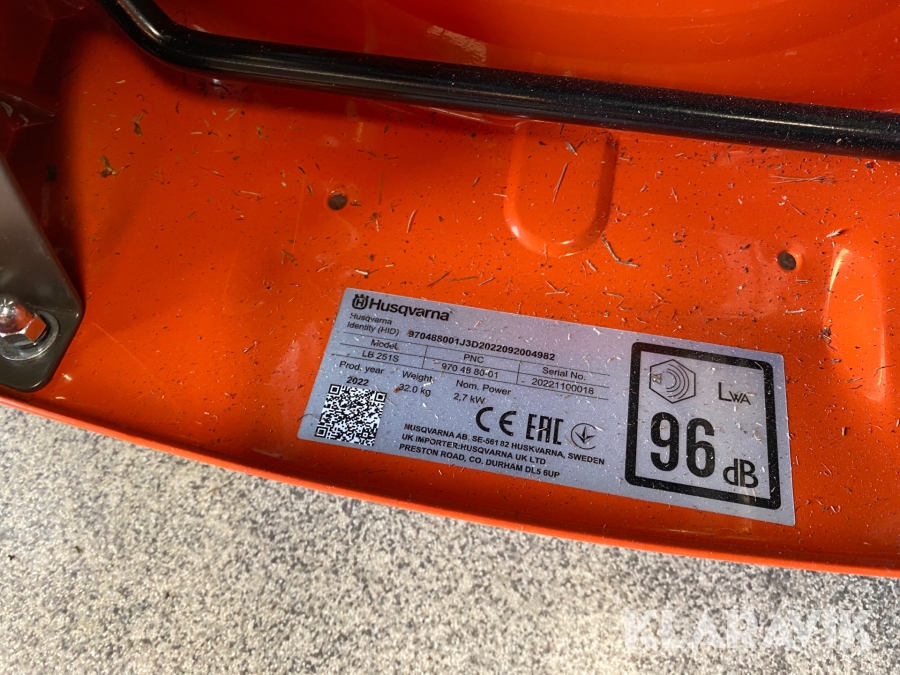 Husqvarna
Husqvarna
Identity (HID) 970488001J3D2022092004982
Model PNC Serial No.
LB 251S 970 48 80-01 20221100018
Prod. year Weight Nom. Power
2022 32.0 kg 2,7 kW
CE EAC
HUSQVARNA AB. SE-56182 HUSKVARNA, SWEDEN
UK IMPORTER:HUSQVARNA UK LTD
PRESTON ROAD, CO. DURHAM DL5 6UP
LWA
96 dB
KLARAVIK